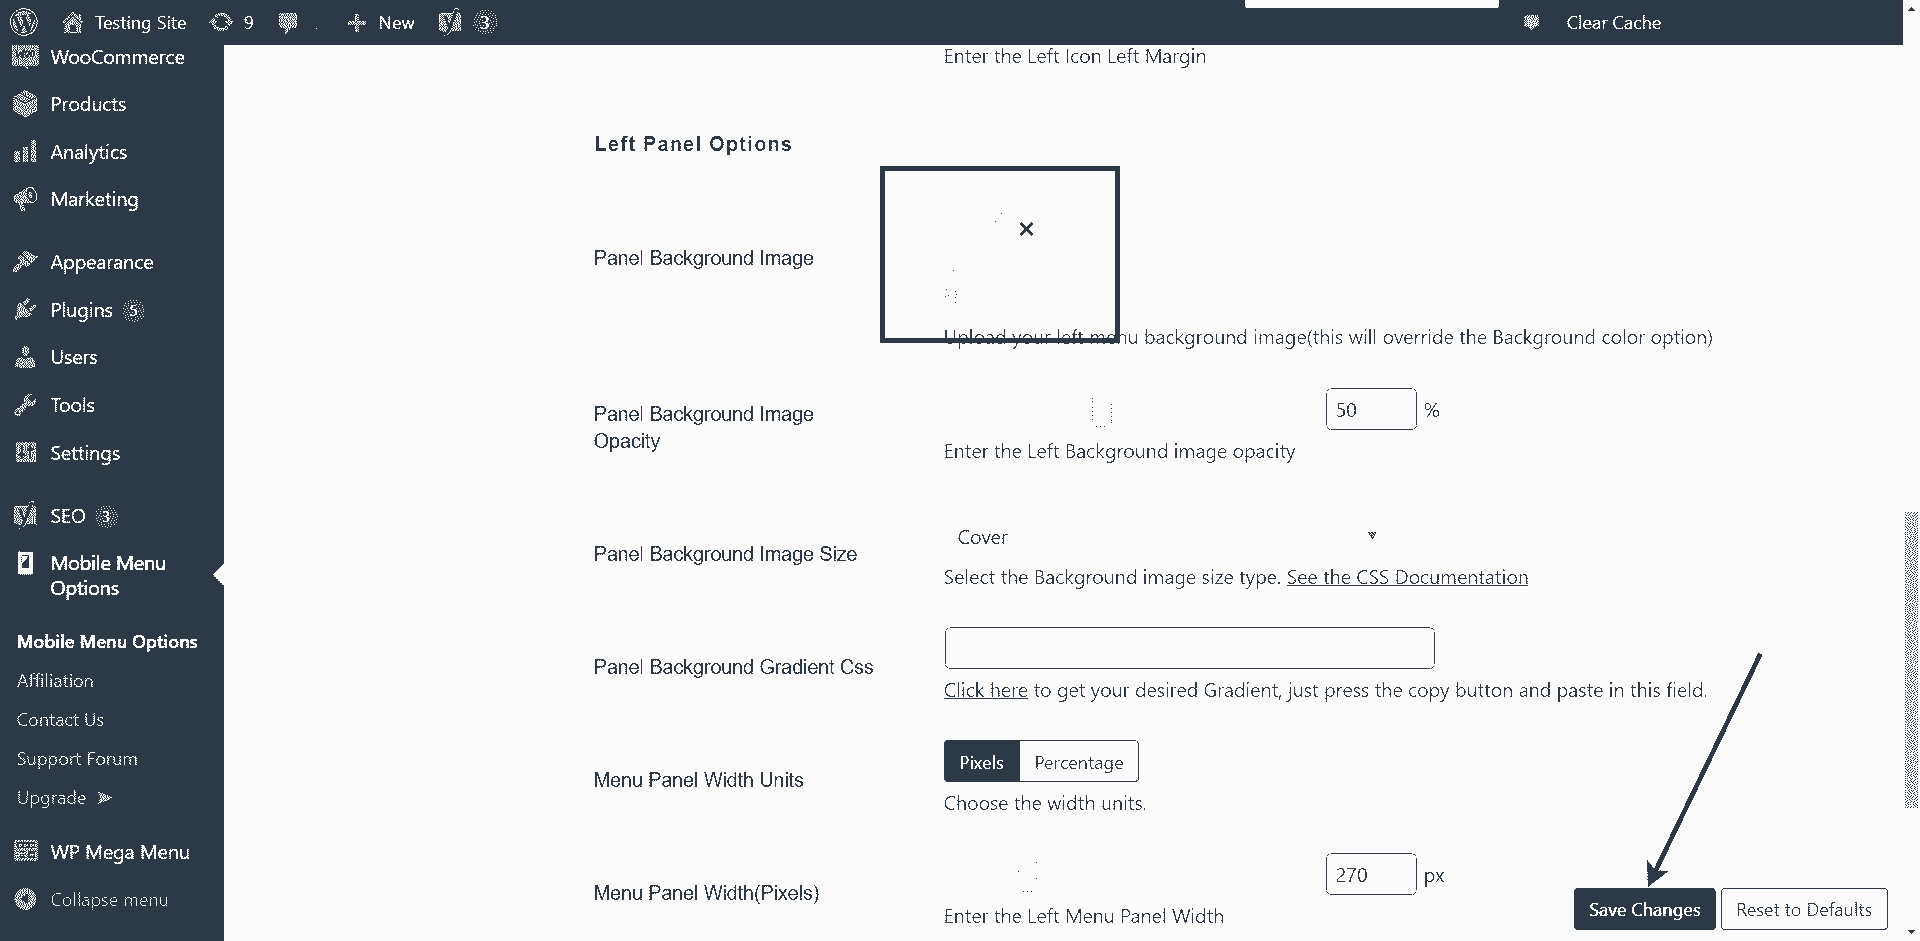 Testing Site 9 New 3 Clear Cache
WooCommerce
Products
Analytics
Marketing
Appearance
Plugins 5
Users
Tools
Settings
SEO 3
Mobile Menu
Options
Mobile Menu Options
Affiliation
Contact Us
Support Forum
Upgrade
WP Mega Menu
Collapse menu
Enter the Left Icon Left Margin
Left Panel Options
Panel Background Image
Upload your left menu background image(this will override the Background color option)
Panel Background Image
Opacity
50 %
Enter the Left Background image opacity
Panel Background Image Size
Cover
Select the Background image size type. See the CSS Documentation
Panel Background Gradient Css
Click here to get your desired Gradient, just press the copy button and paste in this field.
Menu Panel Width Units
Pixels Percentage
Choose the width units.
Menu Panel Width(Pixels)
270 px
Enter the Left Menu Panel Width
Save Changes Reset to Defaults